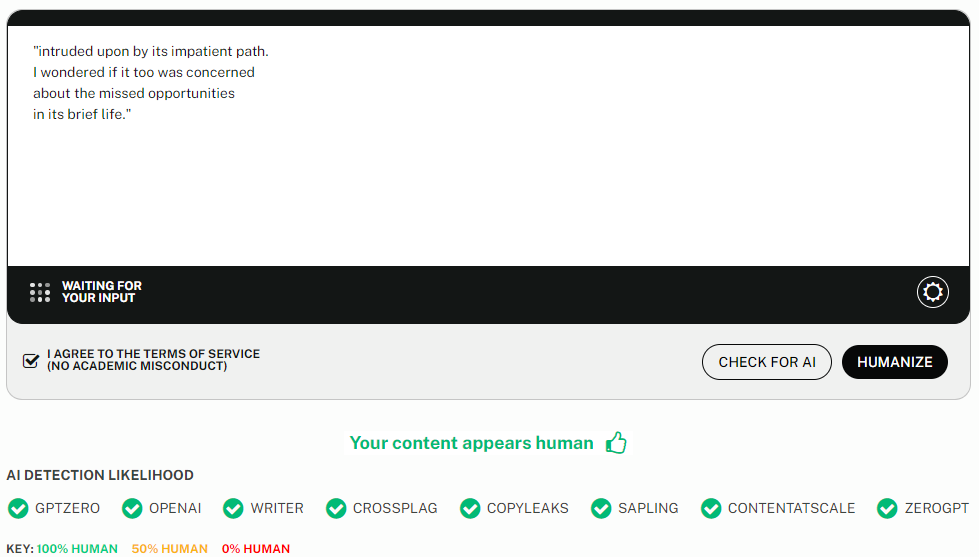 "intruded upon by its impatient path.
I wondered if it too was concerned
about the missed opportunities
in its brief life."
WAITING FOR
YOUR INPUT
I AGREE TO THE TERMS OF SERVICE
(NO ACADEMIC MISCONDUCT)
CHECK FOR AI
HUMANIZE
Your content appears human
AI DETECTION LIKELIHOOD
GPTZERO OPENAI WRITER CROSSPLAG COPYLEAKS SAPLING CONTENTATSCALE ZEROGPT
KEY: 100% HUMAN 50% HUMAN 0% HUMAN